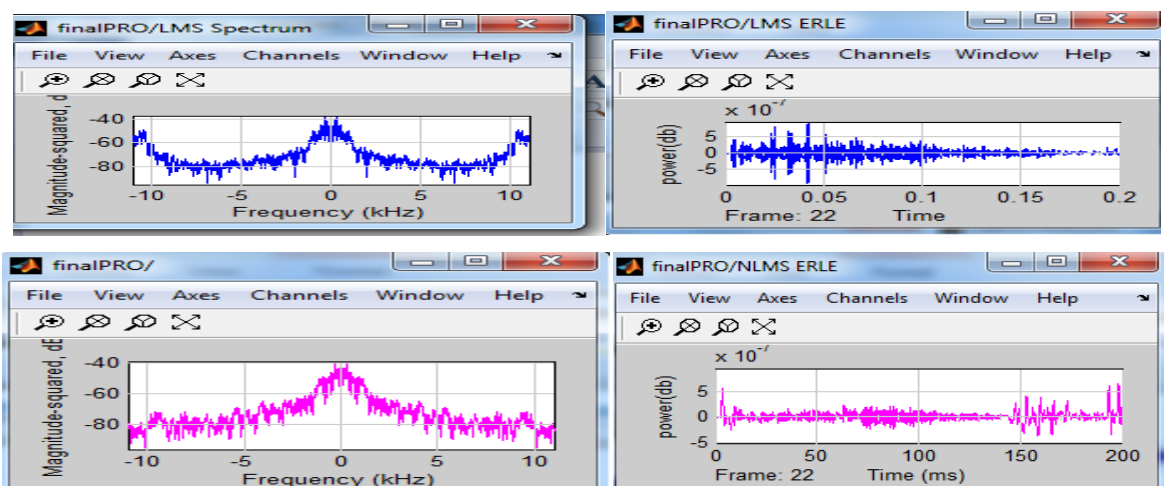 finalPRO/LMS Spectrum
File View Axes Channels Window Help
Magnitude-squared, d
-40
-60
-80
-10 -5 0 5 10
Frequency (kHz)
finalPRO/LMS ERLE
File View Axes Channels Window Help
x 10^-7
power(db)
5
0
-5
0 0.05 0.1 0.15 0.2
Frame: 22 Time
finalPRO/
File View Axes Channels Window Help
Magnitude-squared, dB
-40
-60
-80
-10 -5 0 5 10
Frequency (kHz)
finalPRO/NLMS ERLE
File View Axes Channels Window Help
x 10^-7
power(db)
5
0
-5
0 50 100 150 200
Frame: 22 Time (ms)